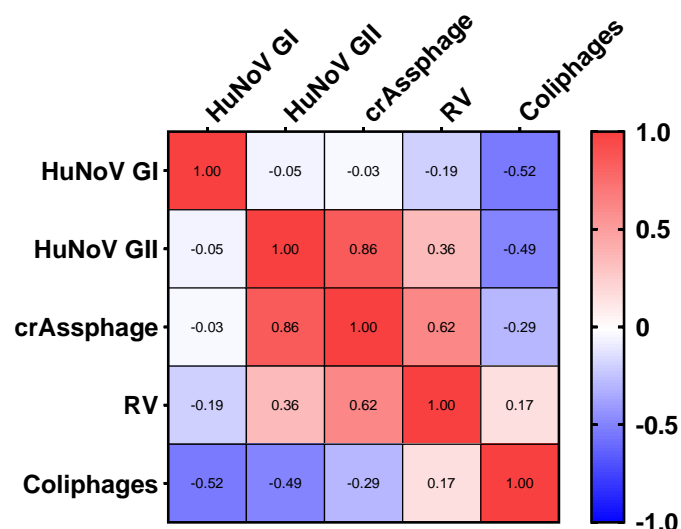 HuNoV GI HuNoV GII crAssphage RV Coliphages
HuNoV GI 1.00 -0.05 -0.03 -0.19 -0.52
HuNoV GII -0.05 1.00 0.86 0.36 -0.49
crAssphage -0.03 0.86 1.00 0.62 -0.29
RV -0.19 0.36 0.62 1.00 0.17
Coliphages -0.52 -0.49 -0.29 0.17 1.00
1.0
0.5
0
-0.5
-1.0